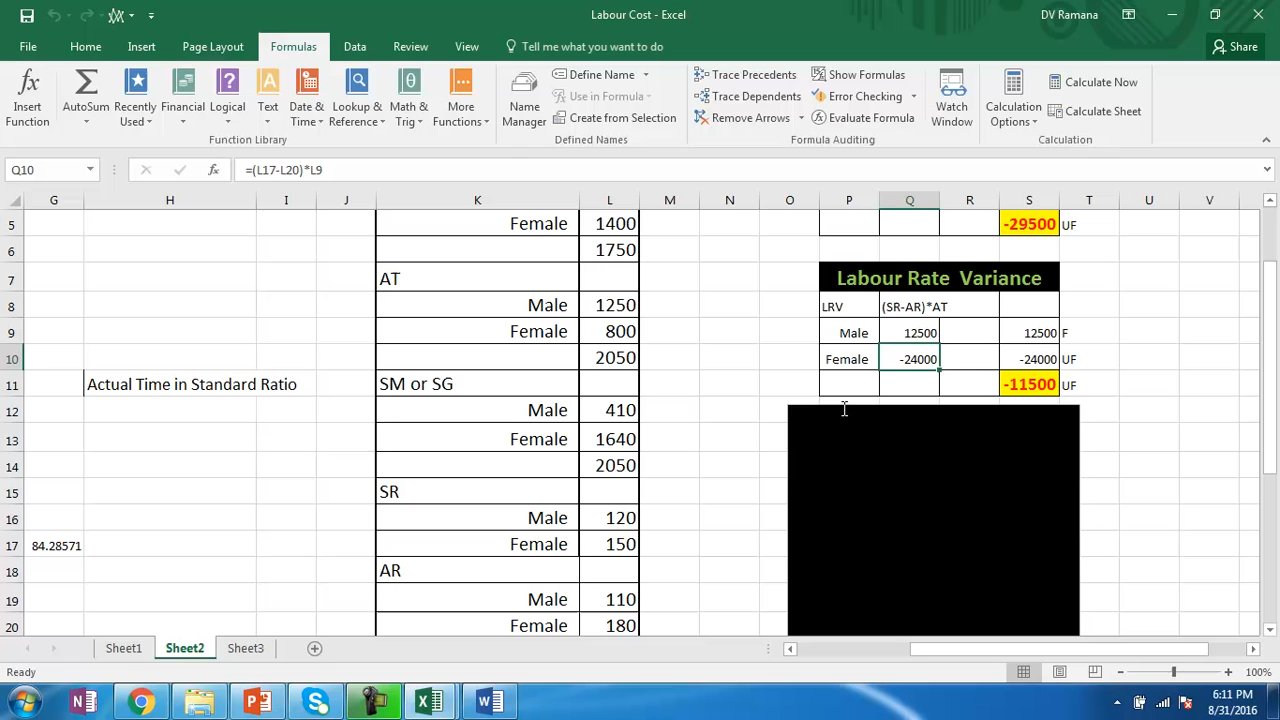 Labour Cost - Excel
DV Ramana
File
Home
Insert
Page Layout
Formulas
Data
Review
View
Tell me what you want to do
Share
Insert Function
AutoSum
Recently Used
Financial
Logical
Text
Date & Time
Lookup & Reference
Math & Trig
More Functions
Name Manager
Define Name
Use in Formula
Create from Selection
Trace Precedents
Trace Dependents
Remove Arrows
Show Formulas
Error Checking
Evaluate Formula
Watch Window
Calculation Options
Calculate Now
Calculate Sheet
Function Library
Defined Names
Formula Auditing
Calculation
Q10
fx
=(L17-L20)*L9
G H I J K L M N O P Q R S T U V
5 Female 1400 -29500 UF
6 1750
7 AT Labour Rate Variance
8 Male 1250 LRV (SR-AR)*AT
9 Female 800 Male 12500 12500 F
10 2050 Female -24000 -24000 UF
11 Actual Time in Standard Ratio SM or SG -11500 UF
12 Male 410
13 Female 1640
14 2050
15 SR
16 Male 120
17 84.28571 Female 150
18 AR
19 Male 110
20 Female 180
Sheet1
Sheet2
Sheet3
Ready
100%
6:11 PM
8/31/2016